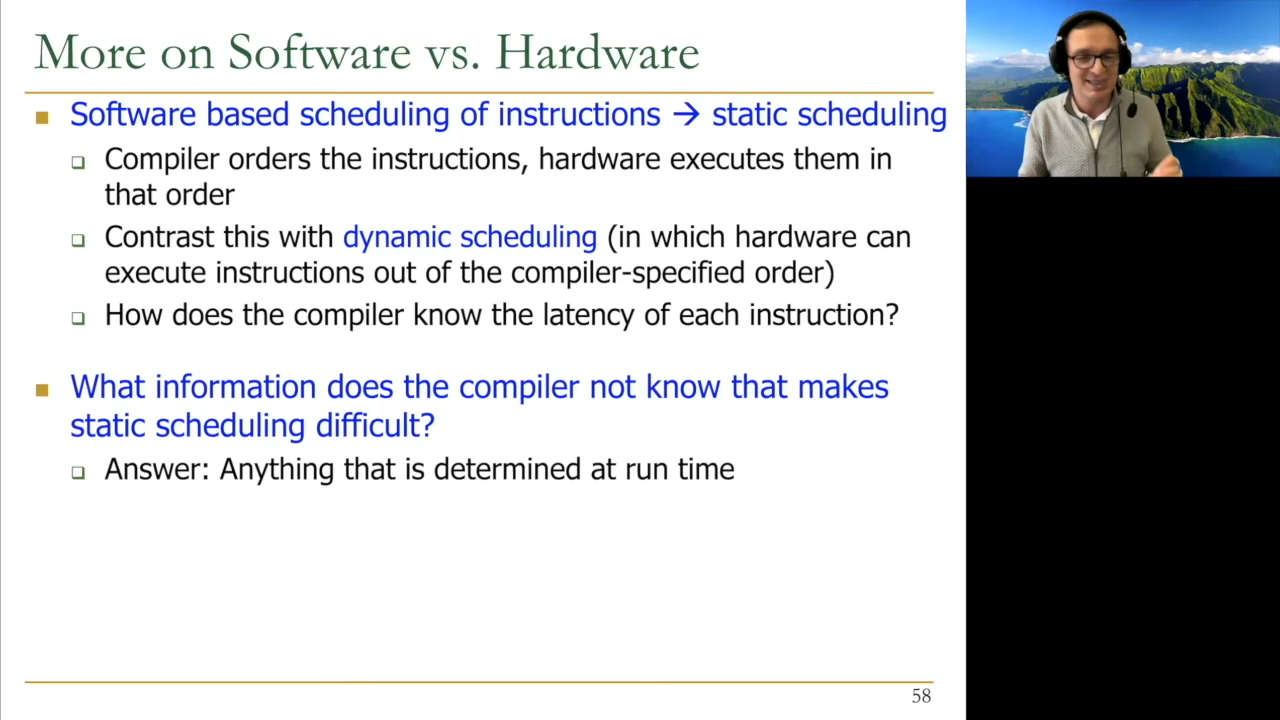 More on Software vs. Hardware
Software based scheduling of instructions → static scheduling
Compiler orders the instructions, hardware executes them in
that order
Contrast this with dynamic scheduling (in which hardware can
execute instructions out of the compiler-specified order)
How does the compiler know the latency of each instruction?
What information does the compiler not know that makes
static scheduling difficult?
Answer: Anything that is determined at run time
58